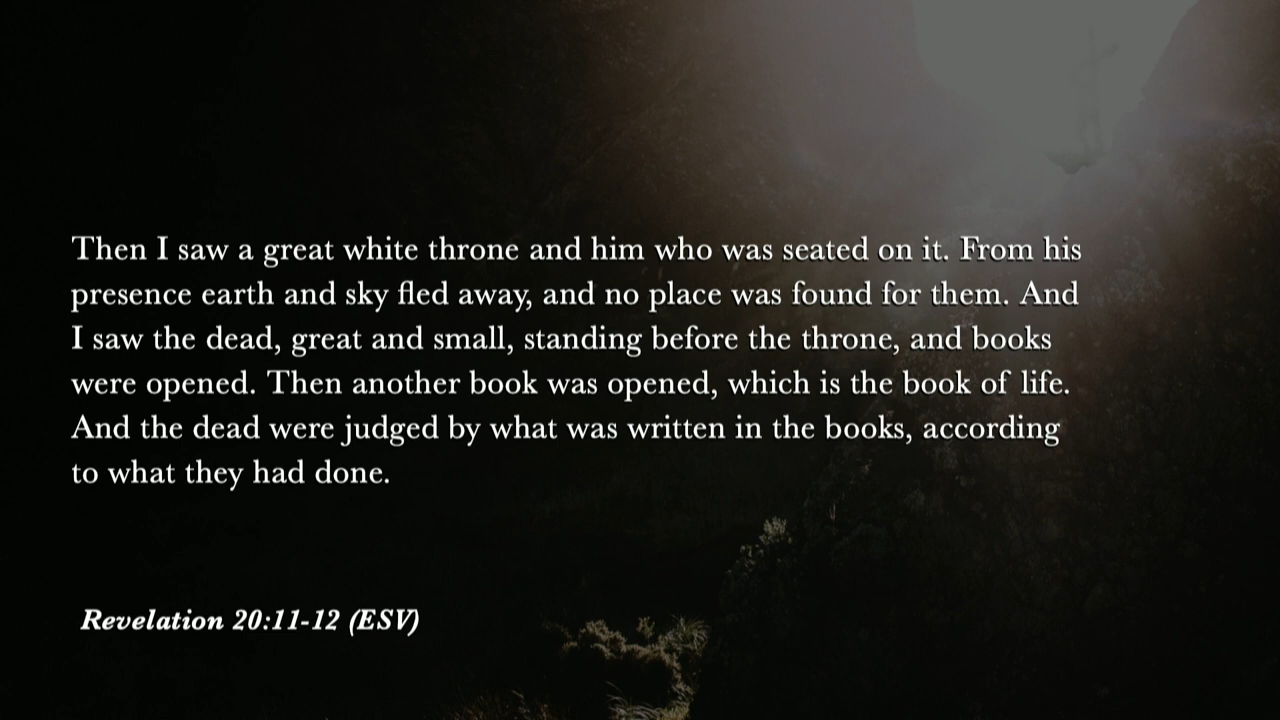 Then I saw a great white throne and him who was seated on it. From his
presence earth and sky fled away, and no place was found for them. And
I saw the dead, great and small, standing before the throne, and books
were opened. Then another book was opened, which is the book of life.
And the dead were judged by what was written in the books, according
to what they had done.
Revelation 20:11-12 (ESV)